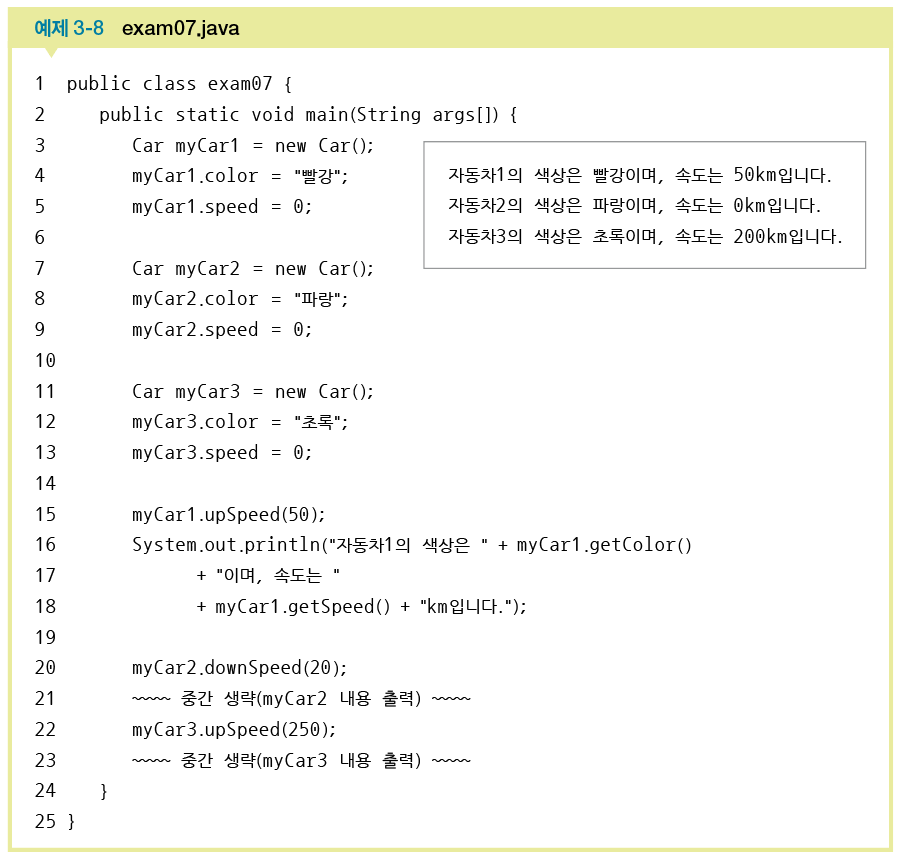 예제 3-8 exam07.java
1 public class exam07 {
2 public static void main(String args[]) {
3 Car myCar1 = new Car();
4 myCar1.color = "빨강";
5 myCar1.speed = 0;
6
7 Car myCar2 = new Car();
8 myCar2.color = "파랑";
9 myCar2.speed = 0;
10
11 Car myCar3 = new Car();
12 myCar3.color = "초록";
13 myCar3.speed = 0;
14
15 myCar1.upSpeed(50);
16 System.out.println("자동차1의 색상은 " + myCar1.getColor()
17 + "이며, 속도는 "
18 + myCar1.getSpeed() + "km입니다.");
19
20 myCar2.downSpeed(20);
21 ~~~~~ 중간 생략(myCar2 내용 출력) ~~~~~
22 myCar3.upSpeed(250);
23 ~~~~~ 중간 생략(myCar3 내용 출력) ~~~~~
24 }
25 }
자동차1의 색상은 빨강이며, 속도는 50km입니다.
자동차2의 색상은 파랑이며, 속도는 0km입니다.
자동차3의 색상은 초록이며, 속도는 200km입니다.